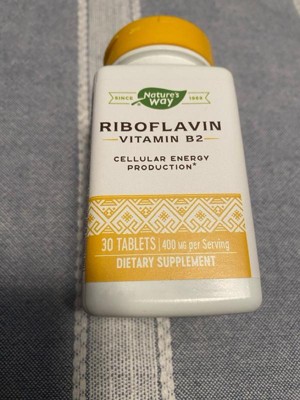 SINCE Nature's Way 1969
RIBOFLAVIN
VITAMIN B2
CELLULAR ENERGY
PRODUCTION*
30 TABLETS | 400 MG per Serving
DIETARY SUPPLEMENT